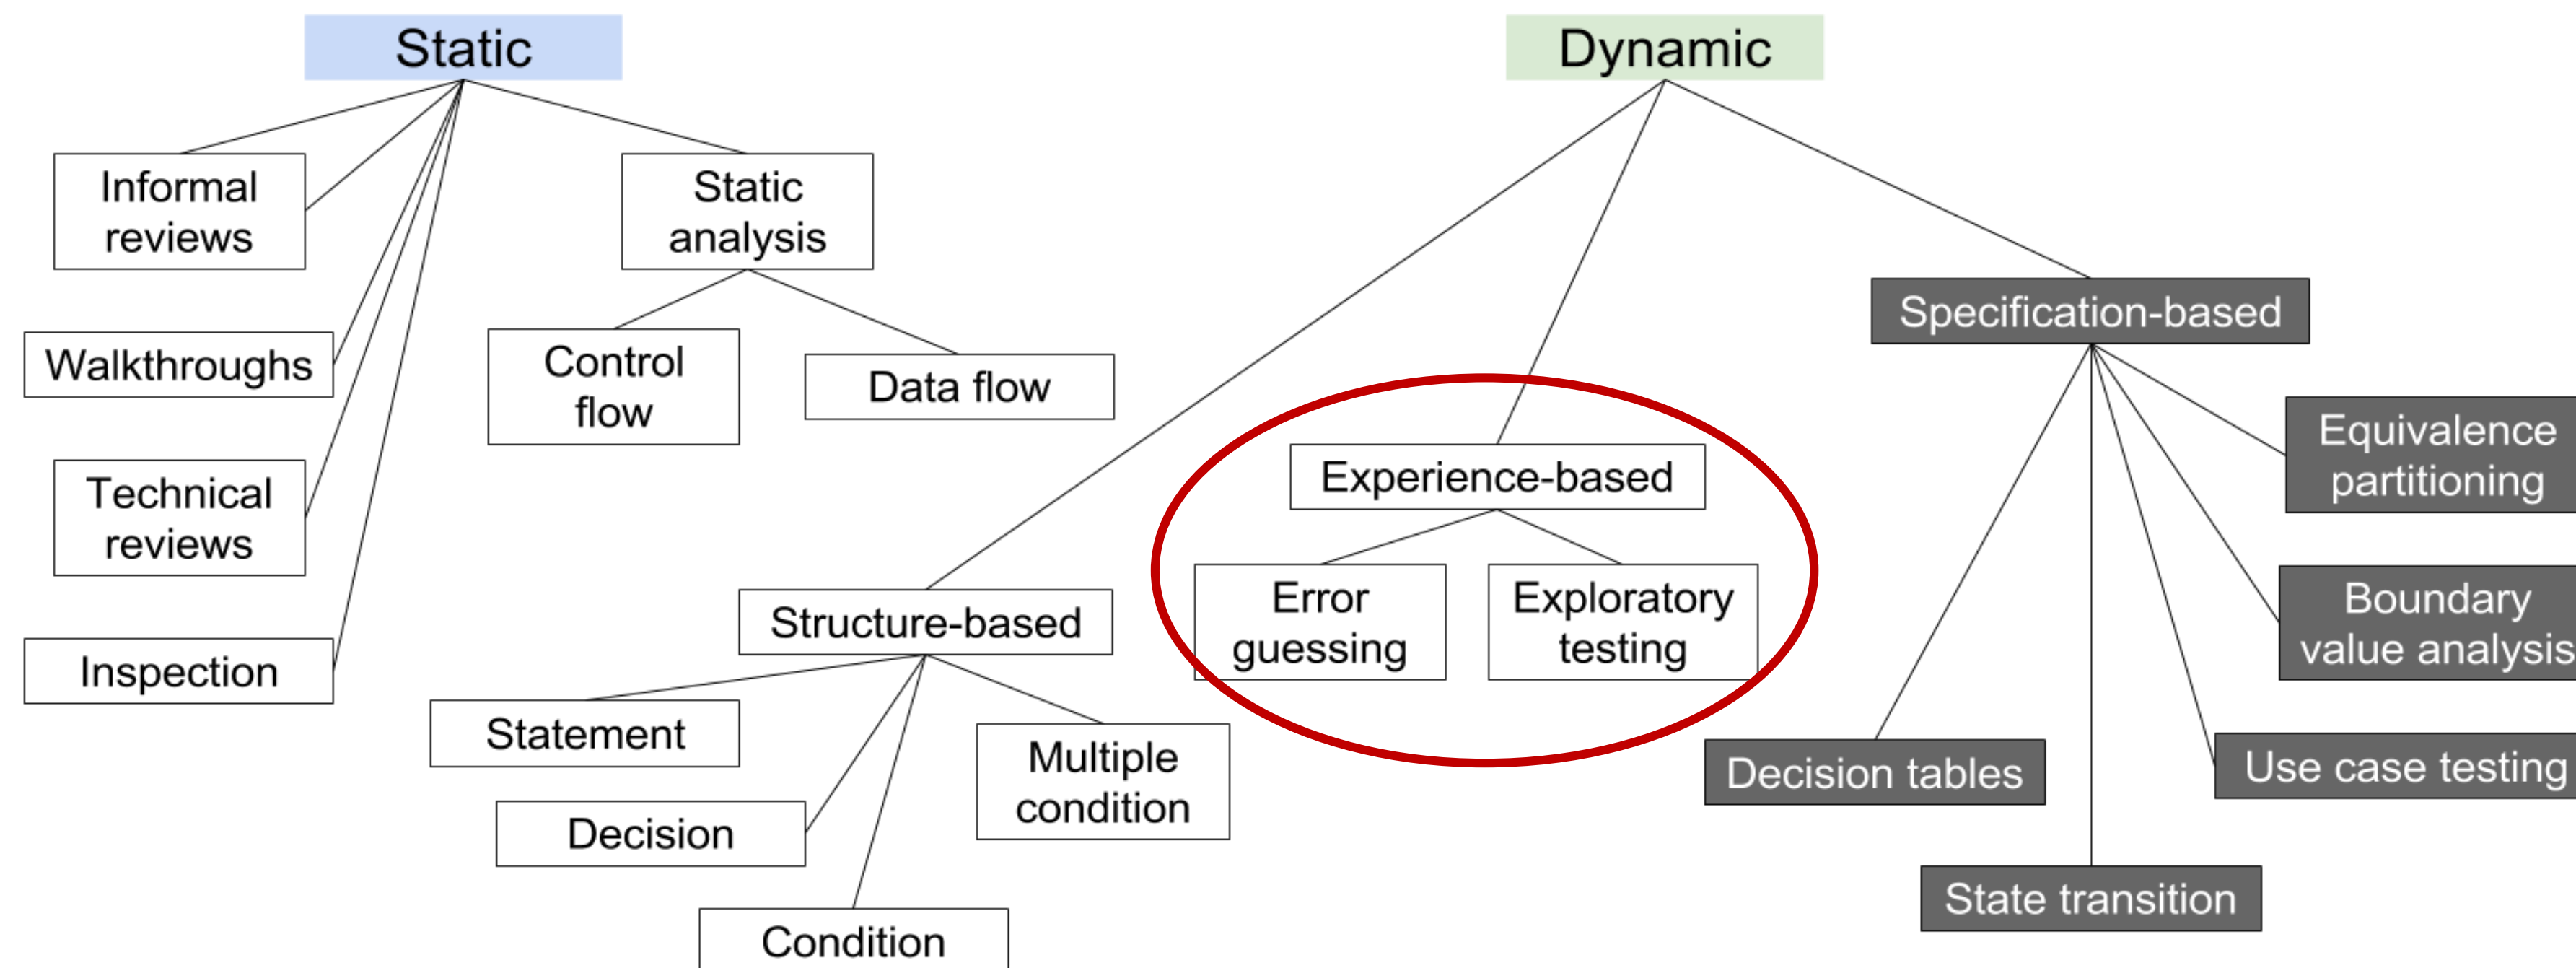 Static
Dynamic
Informal
reviews
Static
analysis
Walkthroughs
Control
flow
Data flow
Technical
reviews
Inspection
Specification-based
Experience-based
Error
guessing
Exploratory
testing
Structure-based
Statement
Decision
Condition
Multiple
condition
Equivalence
partitioning
Boundary
value analysis
Use case testing
Decision tables
State transition